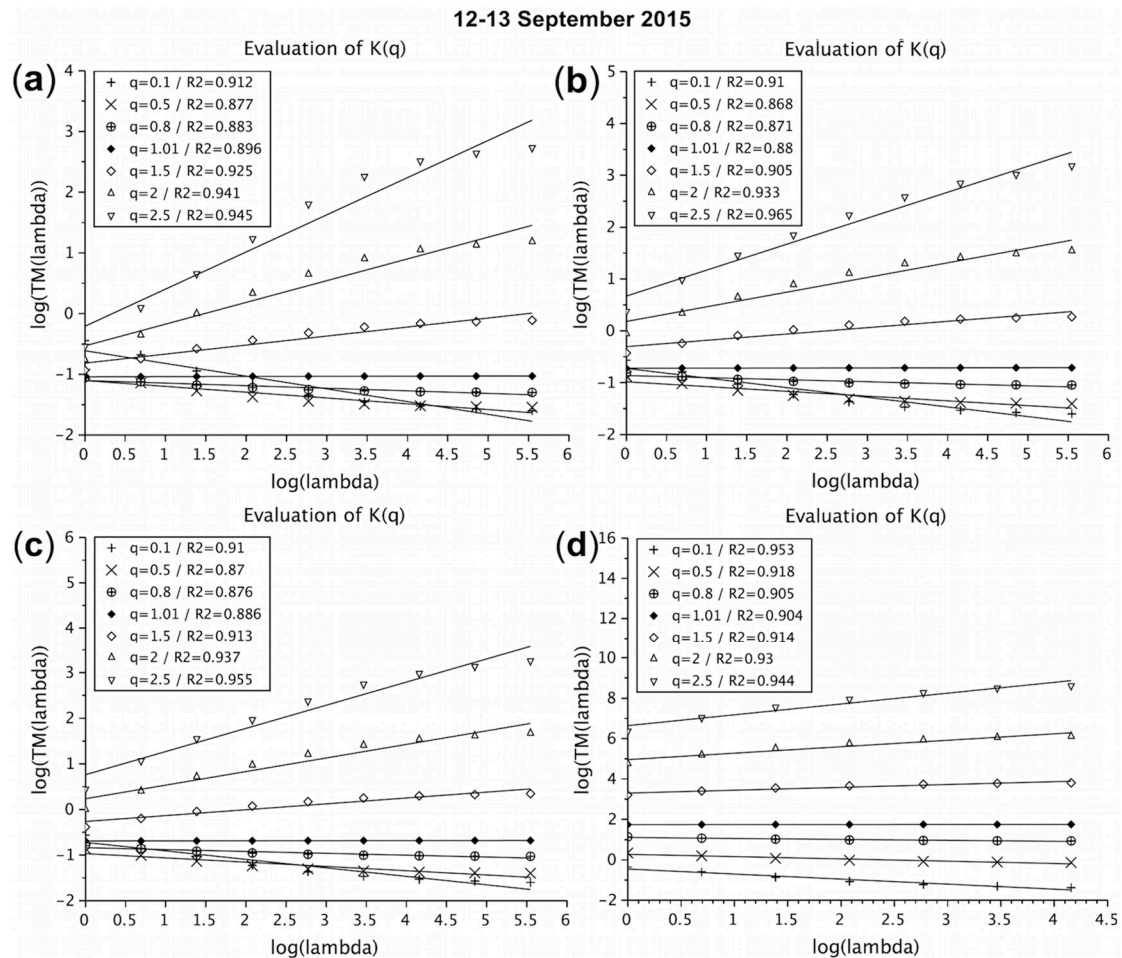 12-13 September 2015
(a)
Evaluation of K(q)
q=0.1 / R2=0.912
q=0.5 / R2=0.877
q=0.8 / R2=0.883
q=1.01 / R2=0.896
q=1.5 / R2=0.925
q=2 / R2=0.941
q=2.5 / R2=0.945
log(TM(lambda))
4
3
2
1
0
−1
−2
0 0.5 1 1.5 2 2.5 3 3.5 4 4.5 5 5.5 6
log(lambda)
(b)
Evaluation of K(q)
q=0.1 / R2=0.91
q=0.5 / R2=0.868
q=0.8 / R2=0.871
q=1.01 / R2=0.88
q=1.5 / R2=0.905
q=2 / R2=0.933
q=2.5 / R2=0.965
log(TM(lambda))
5
4
3
2
1
0
−1
−2
0 0.5 1 1.5 2 2.5 3 3.5 4 4.5 5 5.5 6
log(lambda)
(c)
Evaluation of K(q)
q=0.1 / R2=0.91
q=0.5 / R2=0.87
q=0.8 / R2=0.876
q=1.01 / R2=0.886
q=1.5 / R2=0.913
q=2 / R2=0.937
q=2.5 / R2=0.955
log(TM(lambda))
6
5
4
3
2
1
0
−1
−2
0 0.5 1 1.5 2 2.5 3 3.5 4 4.5 5 5.5 6
log(lambda)
(d)
Evaluation of K(q)
q=0.1 / R2=0.953
q=0.5 / R2=0.918
q=0.8 / R2=0.905
q=1.01 / R2=0.904
q=1.5 / R2=0.914
q=2 / R2=0.93
q=2.5 / R2=0.944
log(TM(lambda))
16
14
12
10
8
6
4
2
0
−2
0 0.5 1 1.5 2 2.5 3 3.5 4 4.5
log(lambda)